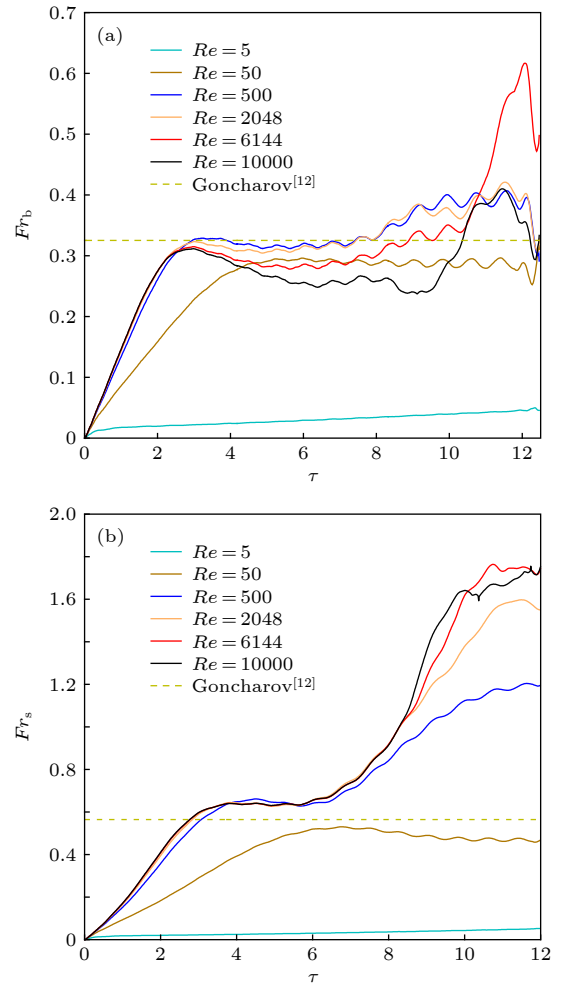 0.7
(a)
Re = 5
Re = 50
0.6
Re = 500
Re = 2048
Re = 6144
0.5
Re = 10000
Goncharov[12]
0.4
Frb
0.3
0.2
0.1
0
0 2 4 6 8 10 12
τ
2.0
(b)
Re = 5
Re = 50
1.6
Re = 500
Re = 2048
Re = 6144
Re = 10000
1.2
Goncharov[12]
Frs
0.8
0.4
0
0 2 4 6 8 10 12
τ